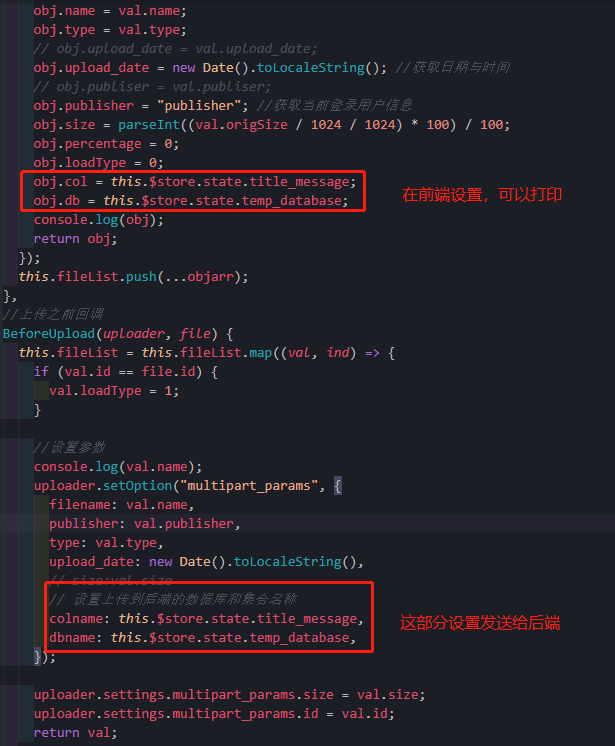 obj.name = val.name;
obj.type = val.type;
// obj.upload_date = val.upload_date;
obj.upload_date = new Date().toLocaleString(); //获取日期与时间
// obj.publiser = val.publiser;
obj.publisher = "publisher"; //获取当前登录用户信息
obj.size = parseInt((val.origSize / 1024 / 1024) * 100) / 100;
obj.percentage = 0;
obj.loadType = 0;
obj.col = this.$store.state.title_message;
obj.db = this.$store.state.temp_database;
在前端设置，可以打印
console.log(obj);
return obj;
});
this.fileList.push(...objarr);
},
//上传之前回调
BeforeUpload(uploader, file) {
this.fileList = this.fileList.map((val, ind) => {
if (val.id == file.id) {
val.loadType = 1;
}
//设置参数
console.log(val.name);
uploader.setOption("multipart_params", {
filename: val.name,
publisher: val.publisher,
type: val.type,
upload_date: new Date().toLocaleString(),
// size:val.size
// 设置上传到后端的数据库和集合名称
colname: this.$store.state.title_message,
dbname: this.$store.state.temp_database,
这部分设置发送给后端
});
uploader.settings.multipart_params.size = val.size;
uploader.settings.multipart_params.id = val.id;
return val;